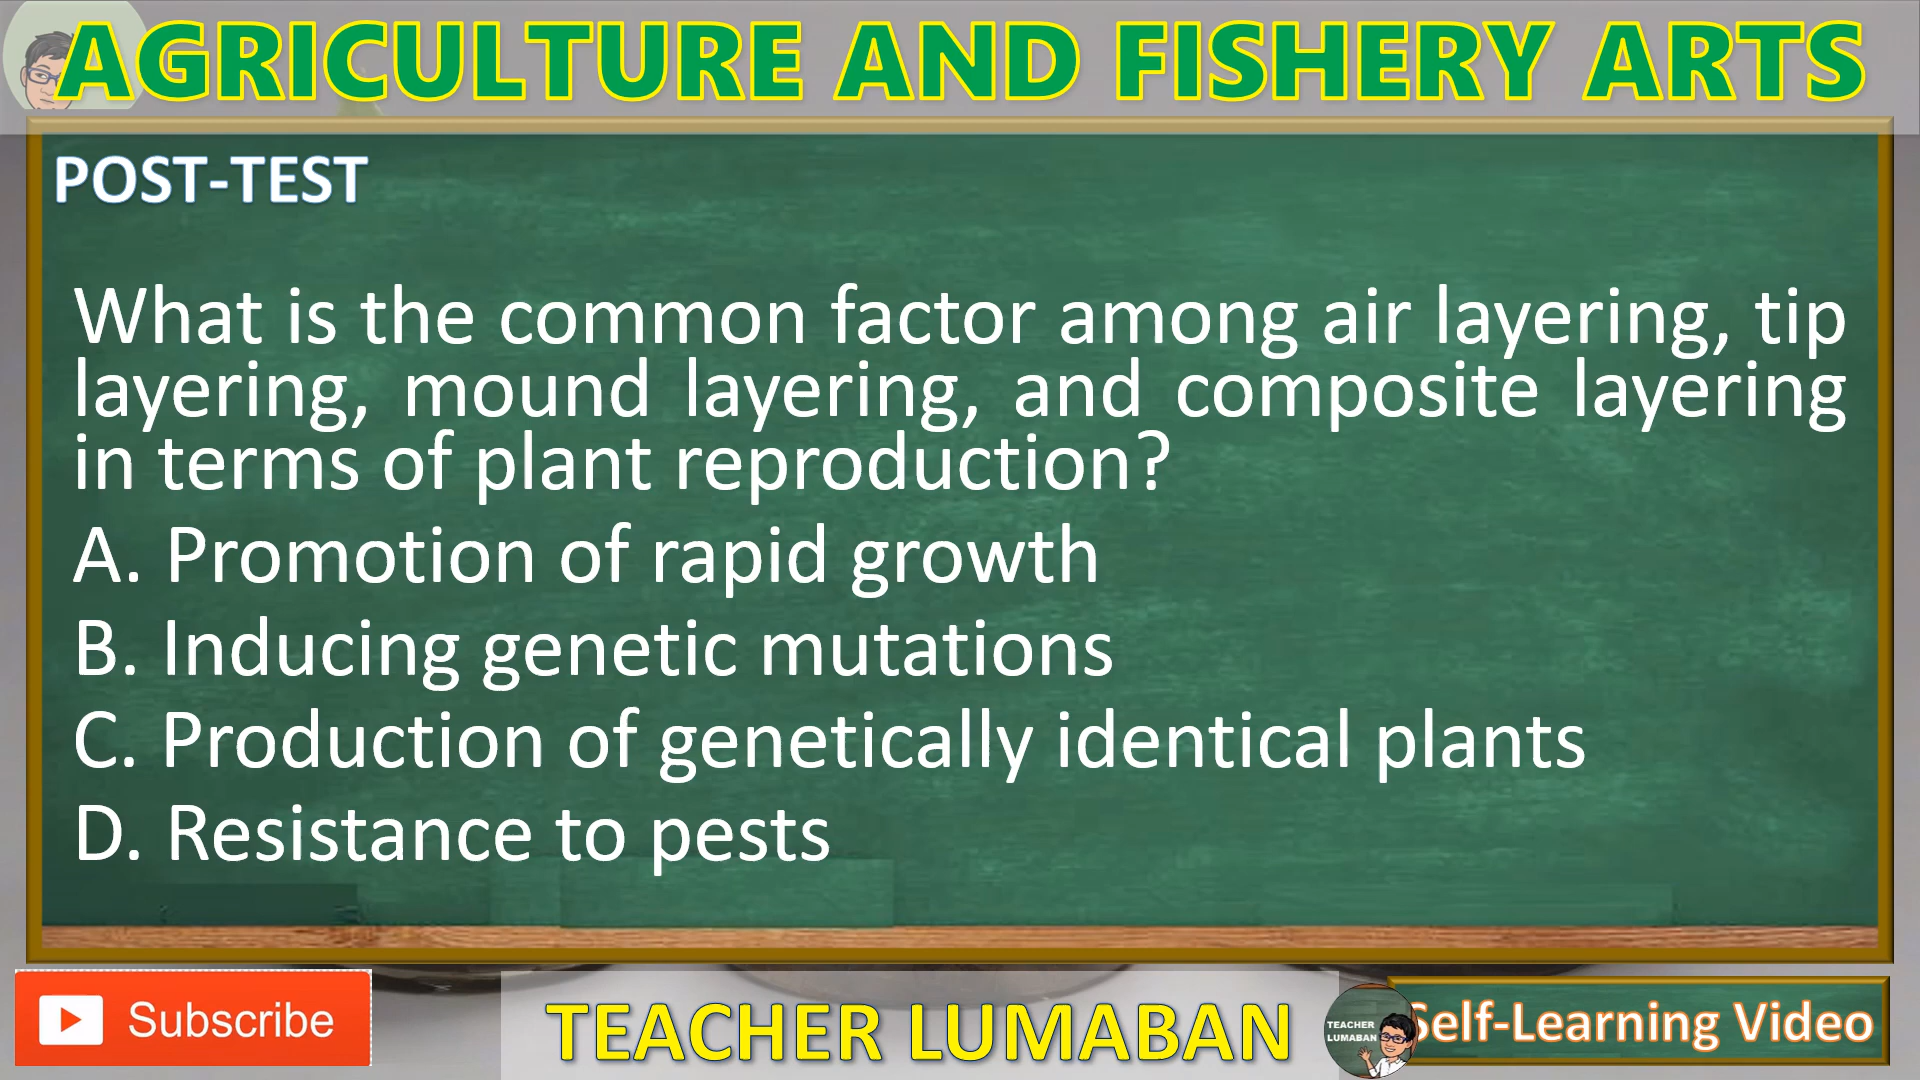 AGRICULTURE AND FISHERY ARTS
POST-TEST
What is the common factor among air layering, tip
layering, mound layering, and composite layering
in terms of plant reproduction?
A. Promotion of rapid growth
B. Inducing genetic mutations
C. Production of genetically identical plants
D. Resistance to pests
Subscribe
TEACHER LUMABAN
TEACHER
LUMABAN
Self-Learning Video